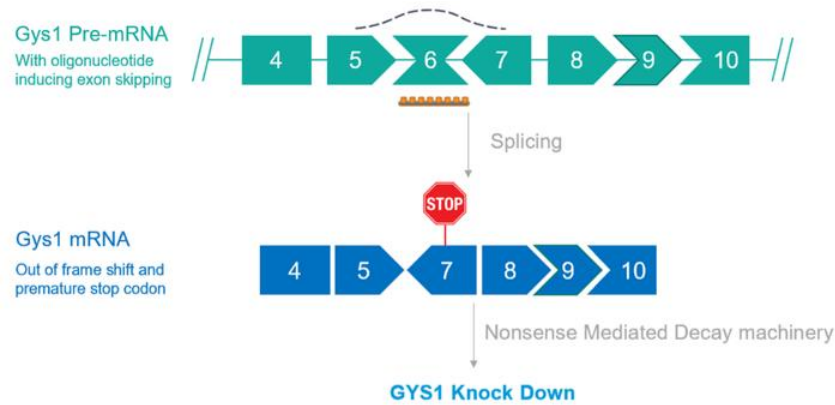 Gys1 Pre-mRNA
With oligonucleotide
inducing exon skipping
4 5 6 7 8 9 10
Splicing
STOP
Gys1 mRNA
Out of frame shift and
premature stop codon
4 5 7 8 9 10
Nonsense Mediated Decay machinery
GYS1 Knock Down